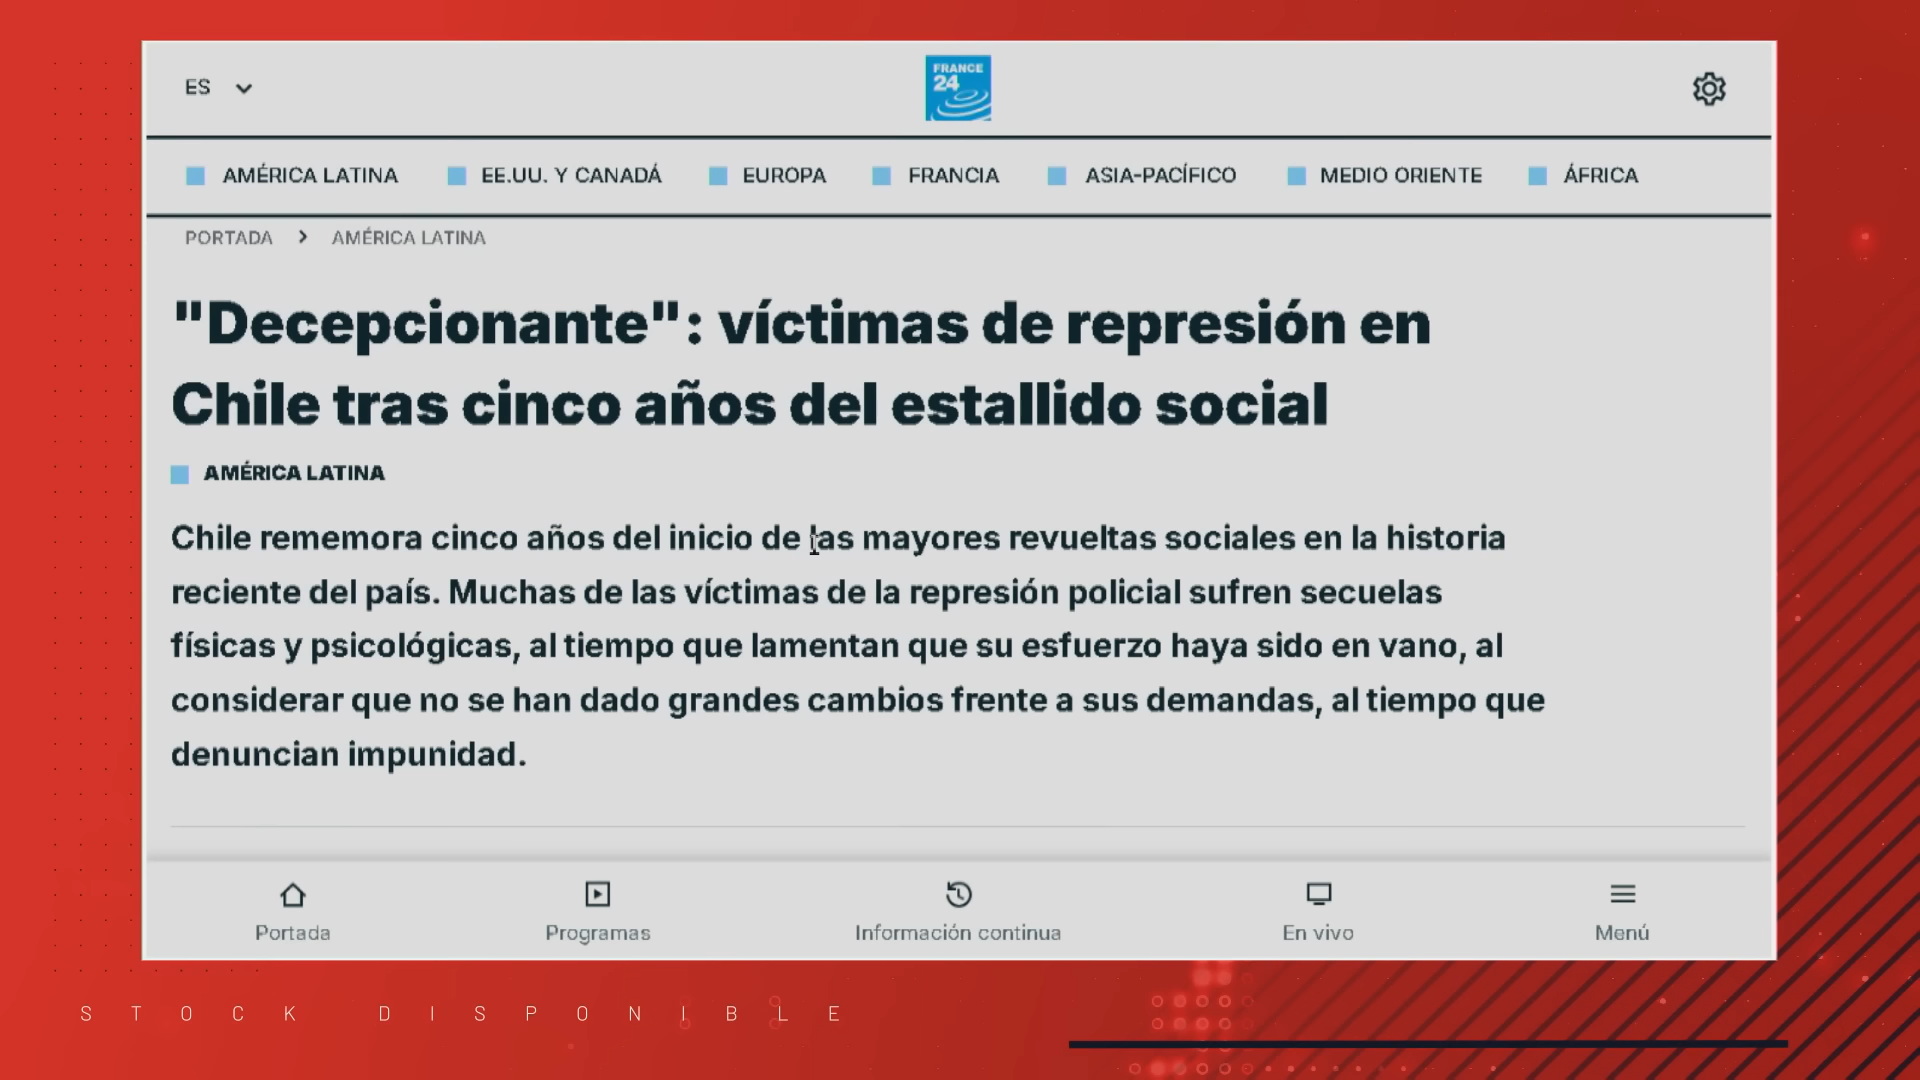 ES
FRANCE
24
AMÉRICA LATINA EE.UU. Y CANADÁ EUROPA FRANCIA ASIA-PACÍFICO MEDIO ORIENTE ÁFRICA
PORTADA > AMÉRICA LATINA
"Decepcionante": víctimas de represión en
Chile tras cinco años del estallido social
AMÉRICA LATINA
Chile rememora cinco años del inicio de las mayores revueltas sociales en la historia
reciente del país. Muchas de las víctimas de la represión policial sufren secuelas
físicas y psicológicas, al tiempo que lamentan que su esfuerzo haya sido en vano, al
considerar que no se han dado grandes cambios frente a sus demandas, al tiempo que
denuncian impunidad.
Portada Programas Información continua En vivo Menú
STOCK DISPONIBLE